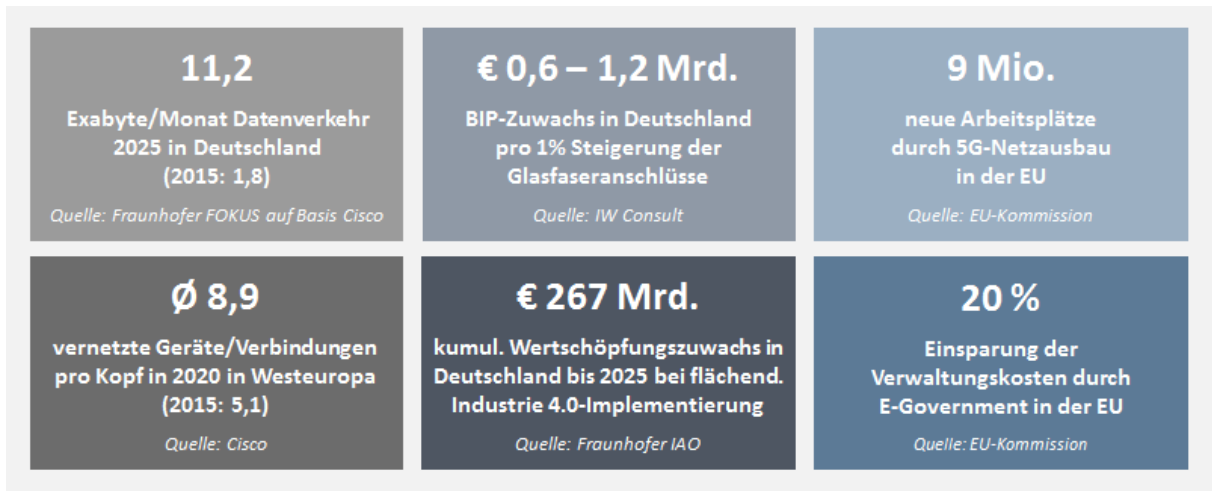 11,2
Exabyte/Monat Datenverkehr
2025 in Deutschland
(2015: 1,8)
Quelle: Fraunhofer FOKUS auf Basis Cisco
€ 0,6 – 1,2 Mrd.
BIP-Zuwachs in Deutschland
pro 1% Steigerung der
Glasfaseranschlüsse
Quelle: IW Consult
9 Mio.
neue Arbeitsplätze
durch 5G-Netzausbau
in der EU
Quelle: EU-Kommission
Ø 8,9
vernetzte Geräte/Verbindungen
pro Kopf in 2020 in Westeuropa
(2015: 5,1)
Quelle: Cisco
€ 267 Mrd.
kumul. Wertschöpfungszuwachs in
Deutschland bis 2025 bei flächend.
Industrie 4.0-Implementierung
Quelle: Fraunhofer IAO
20 %
Einsparung der
Verwaltungskosten durch
E-Government in der EU
Quelle: EU-Kommission